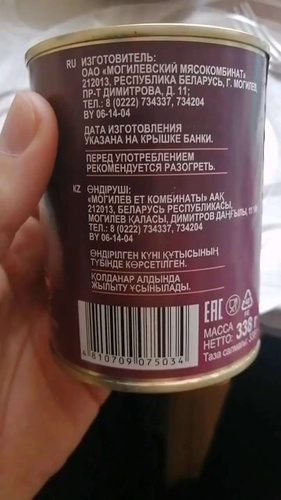 RU ИЗГОТОВИТЕЛЬ:
ОАО «МОГИЛЕВСКИЙ МЯСОКОМБИНАТ»
212013, РЕСПУБЛИКА БЕЛАРУСЬ, Г. МОГИЛЕВ,
ПР-Т ДИМИТРОВА, Д. 11;
ТЕЛ.: 8 (0222) 734337, 734204
BY 06-14-04
ДАТА ИЗГОТОВЛЕНИЯ
УКАЗАНА НА КРЫШКЕ БАНКИ.
ПЕРЕД УПОТРЕБЛЕНИЕМ
РЕКОМЕНДУЕТСЯ РАЗОГРЕТЬ.
KZ ӨНДІРУШІ:
«МОГИЛЕВ ЕТ КОМБИНАТЫ» ААҚ
212013, БЕЛАРУСЬ РЕСПУБЛИКАСЫ,
МОГИЛЕВ ҚАЛАСЫ, ДИМИТРОВ ДАҢҒЫЛЫ, 11
ТЕЛ.: 8 (0222) 734337, 734204
BY 06-14-04
ӨНДІРІЛГЕН КҮНІ ҚҰТЫСЫНЫҢ
ТҮБІНДЕ КӨРСЕТІЛГЕН.
ҚОЛДАНАР АЛДЫНДА
ЖЫЛЫТУ ҰСЫНЫЛАДЫ.
EAC
МАССА
НЕТТО: 338 г
Таза салмағы:
4810709075034